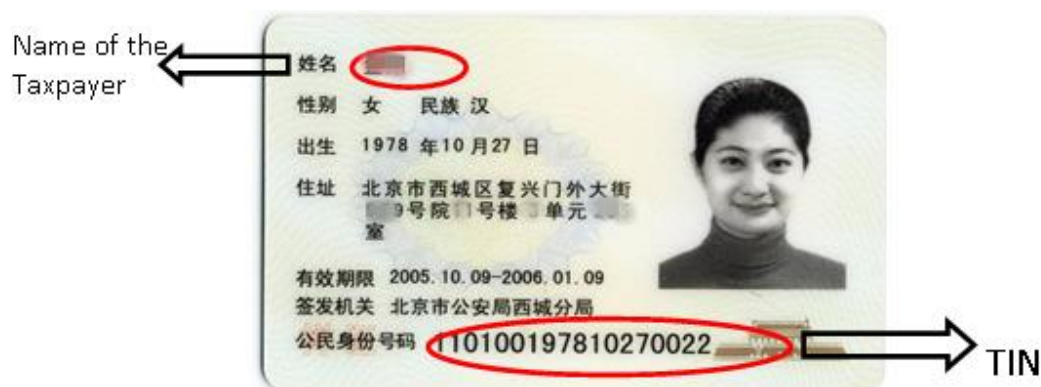 Name of the
Taxpayer
姓名
性别 女 民族 汉
出生 1978 年10月27 日
住址 北京市西城区复兴门外大街
9号院 号楼 单元
室
有效期限 2005.10.09-2006.01.09
签发机关 北京市公安局西城分局
公民身份号码 110100197810270022
TIN